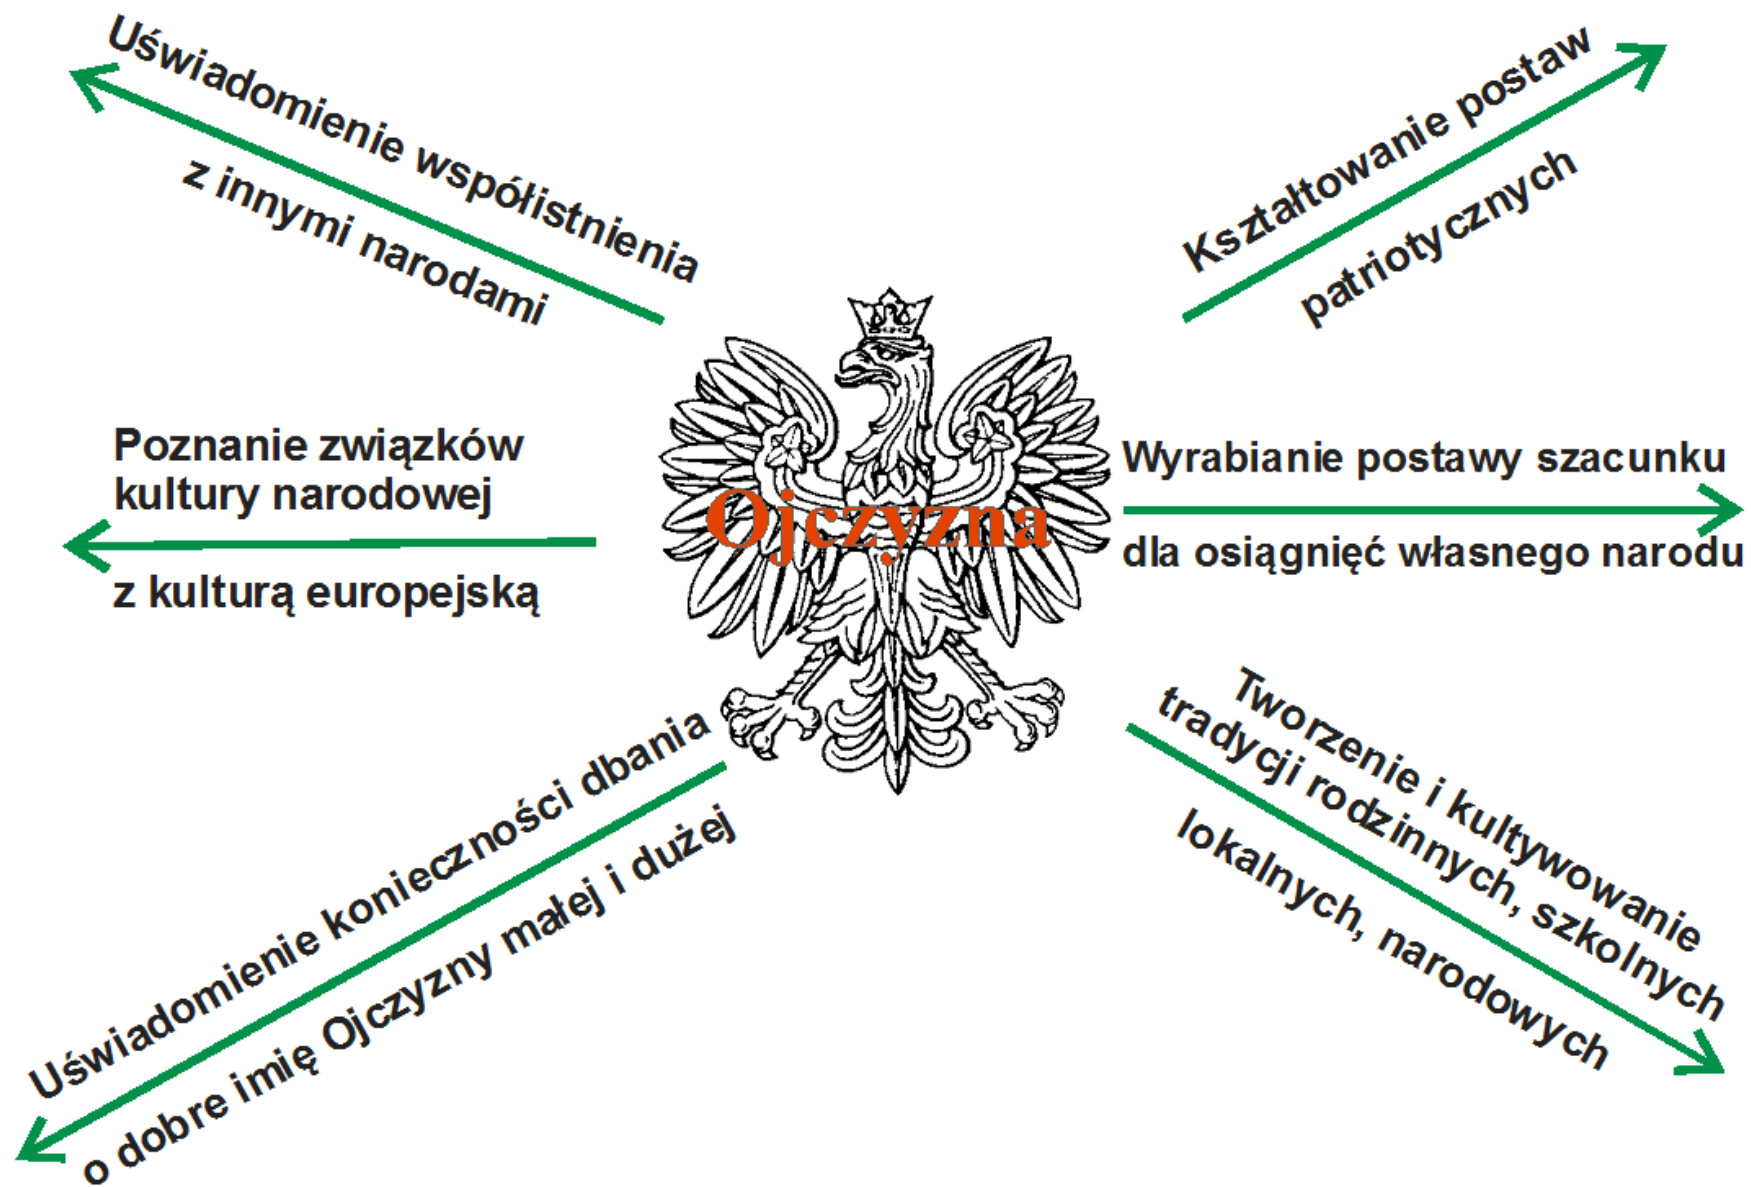 Uświadomienie współistnienia
z innymi narodami
Kształtowanie postaw
patriotycznych
Poznanie związków
kultury narodowej
z kulturą europejską
Ojczyzna
Wyrabianie postawy szacunku
dla osiągnięć własnego narodu
Uświadomienie konieczności dbania
o dobre imię Ojczyzny małej i dużej
Tworzenie i kultywowanie
tradycji rodzinnych, szkolnych
lokalnych, narodowych